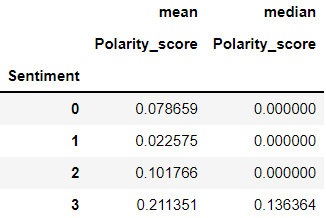 mean median
Polarity_score Polarity_score
Sentiment
0 0.078659 0.000000
1 0.022575 0.000000
2 0.101766 0.000000
3 0.211351 0.136364